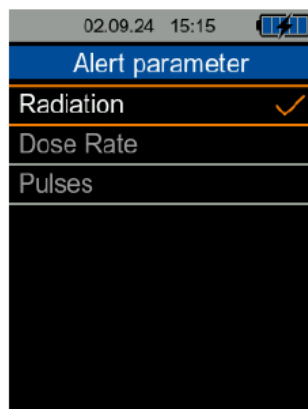 02.09.24 15:15
Alert parameter
Radiation
Dose Rate
Pulses